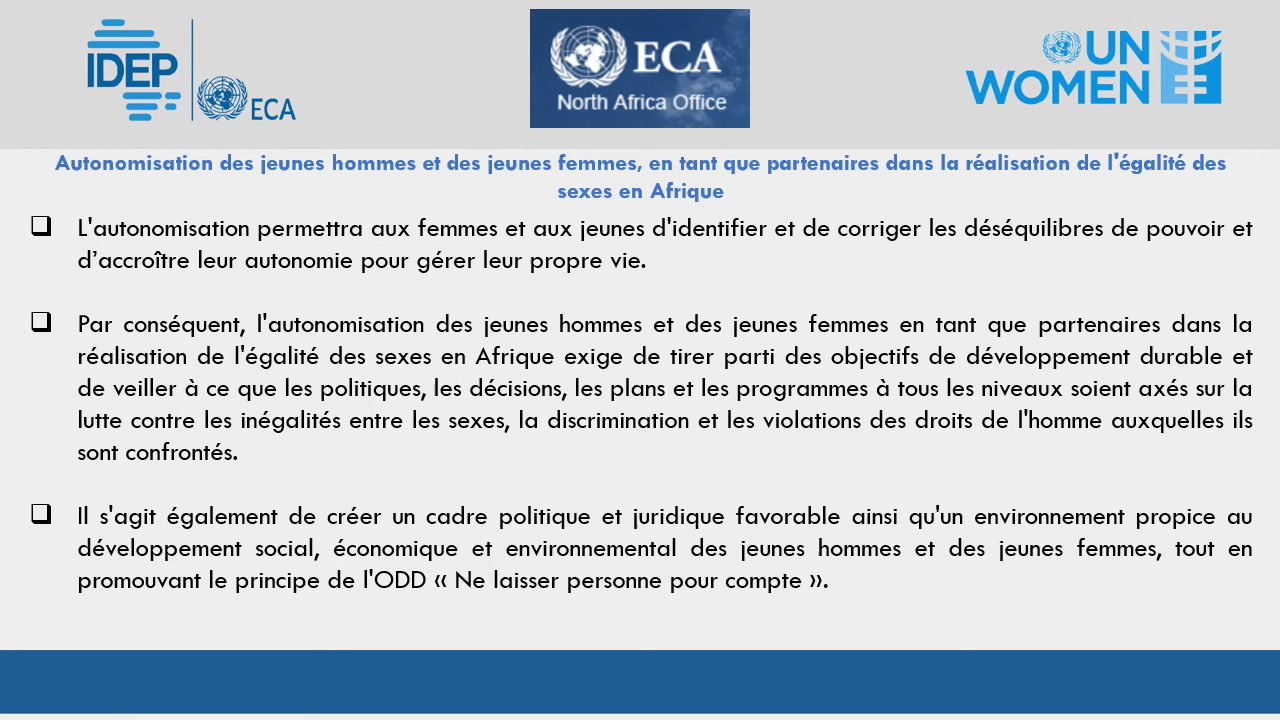 IDEP
ECA
ECA
North Africa Office
UN
WOMEN
Autonomisation des jeunes hommes et des jeunes femmes, en tant que partenaires dans la réalisation de l'égalité des
sexes en Afrique
L'autonomisation permettra aux femmes et aux jeunes d'identifier et de corriger les déséquilibres de pouvoir et
d’accroître leur autonomie pour gérer leur propre vie.
Par conséquent, l'autonomisation des jeunes hommes et des jeunes femmes en tant que partenaires dans la
réalisation de l'égalité des sexes en Afrique exige de tirer parti des objectifs de développement durable et
de veiller à ce que les politiques, les décisions, les plans et les programmes à tous les niveaux soient axés sur la
lutte contre les inégalités entre les sexes, la discrimination et les violations des droits de l'homme auxquelles ils
sont confrontés.
Il s'agit également de créer un cadre politique et juridique favorable ainsi qu'un environnement propice au
développement social, économique et environnemental des jeunes hommes et des jeunes femmes, tout en
promouvant le principe de l'ODD « Ne laisser personne pour compte ».